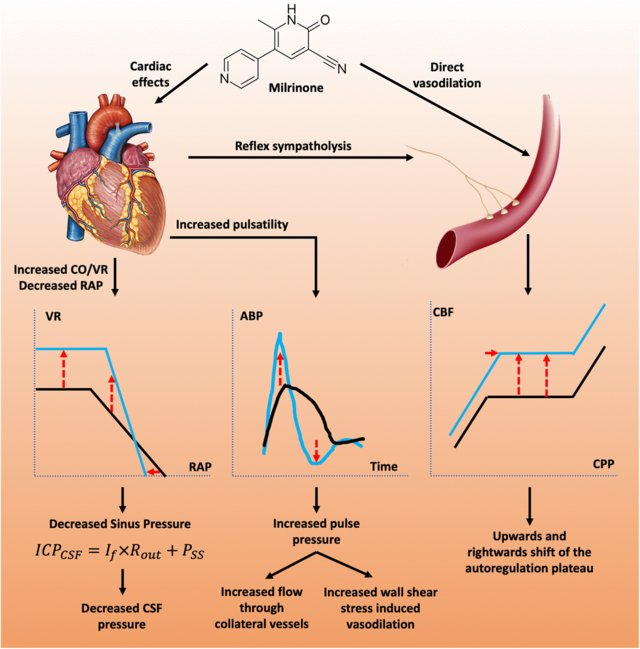 NH
O
N
N
Milrinone
Cardiac
effects
Direct
vasodilation
Reflex sympatholysis
Increased pulsatility
Increased CO/VR
Decreased RAP
VR
RAP
ABP
Time
CBF
CPP
Decreased Sinus Pressure
ICP_CSF = I_f×R_out + P_SS
Decreased CSF
pressure
Increased pulse
pressure
Increased flow
through
collateral vessels
Increased wall shear
stress induced
vasodilation
Upwards and
rightwards shift of the
autoregulation plateau